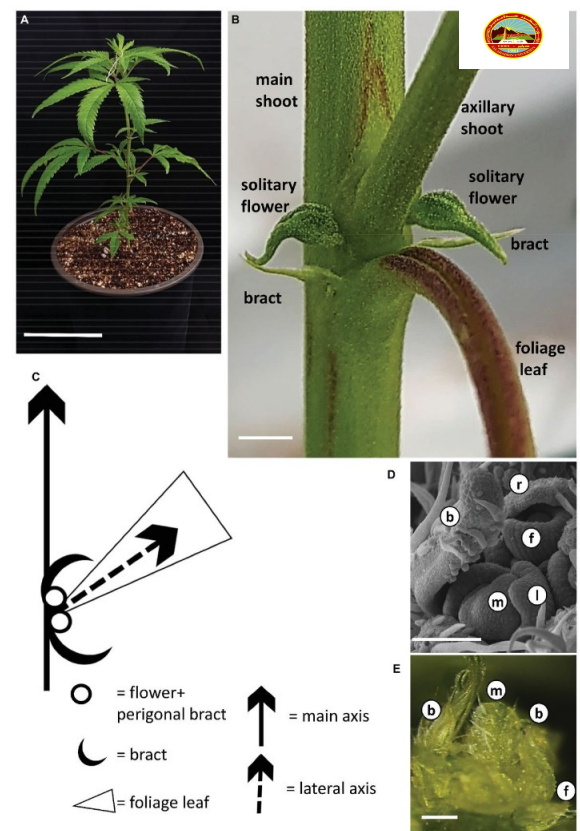 A
B
main
shoot
axillary
shoot
solitary
flower
solitary
flower
bract
bract
foliage
leaf
C
D
r
b
f
m
l
= flower+
perigonal bract
= bract
= foliage leaf
= main axis
= lateral axis
E
m
b
b
f